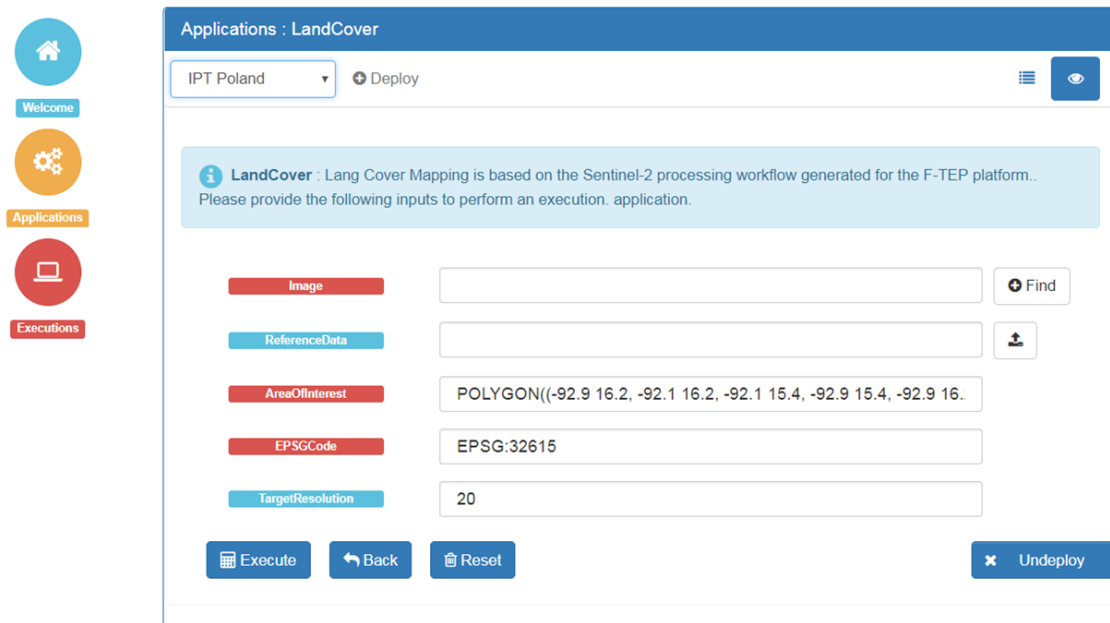 Welcome
Applications
Executions
Applications : LandCover
IPT Poland
Deploy
LandCover : Lang Cover Mapping is based on the Sentinel-2 processing workflow generated for the F-TEP platform..
Please provide the following inputs to perform an execution. application.
Image
Find
ReferenceData
AreaOfInterest
POLYGON((-92.9 16.2, -92.1 16.2, -92.1 15.4, -92.9 15.4, -92.9 16.
EPSGCode
EPSG:32615
TargetResolution
20
Execute
Back
Reset
Undeploy